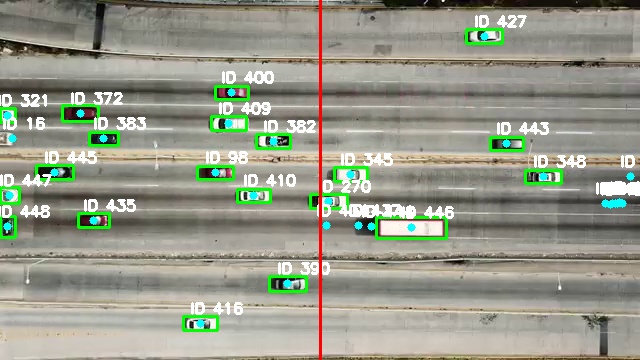 ID 427
ID 400
ID 372
ID 321
ID 409
ID 16
ID 383
ID 382
ID 443
ID 445
ID 98
ID 345
ID 348
ID 447
ID 410
ID 270
ID 448
ID 435
ID 446
ID 390
ID 416